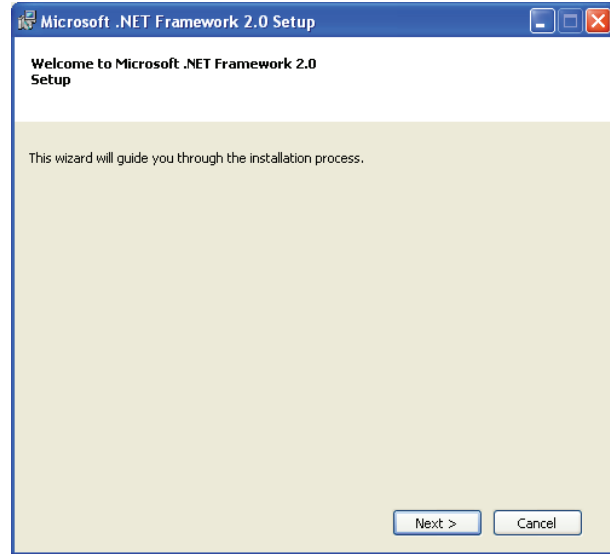 Microsoft .NET Framework 2.0 Setup
Welcome to Microsoft .NET Framework 2.0
Setup
This wizard will guide you through the installation process.
Next > Cancel